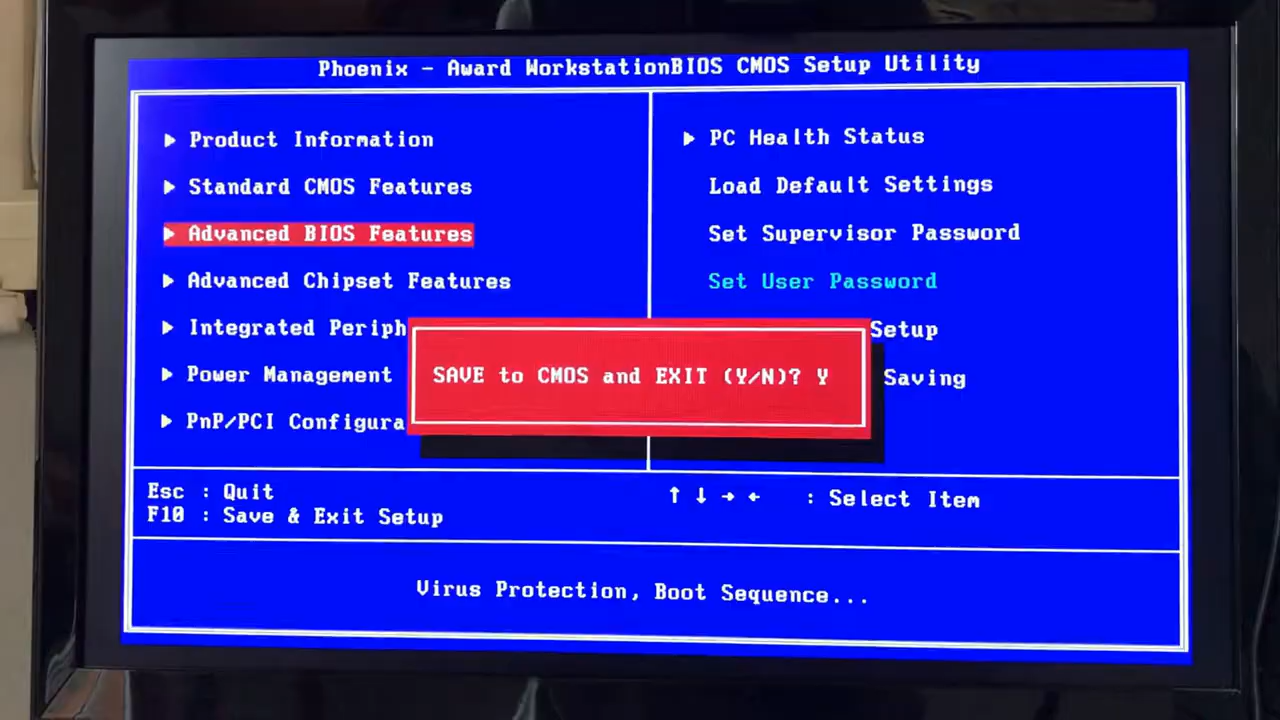 Phoenix - Award WorkstationBIOS CMOS Setup Utility
Product Information
Standard CMOS Features
Advanced BIOS Features
Advanced Chipset Features
Integrated Periph
Power Management
PnP/PCI Configura
PC Health Status
Load Default Settings
Set Supervisor Password
Set User Password
Setup
Saving
SAVE to CMOS and EXIT (Y/N)? Y
Esc : Quit
F10 : Save & Exit Setup
↑ ↓ → ← : Select Item
Virus Protection, Boot Sequence...